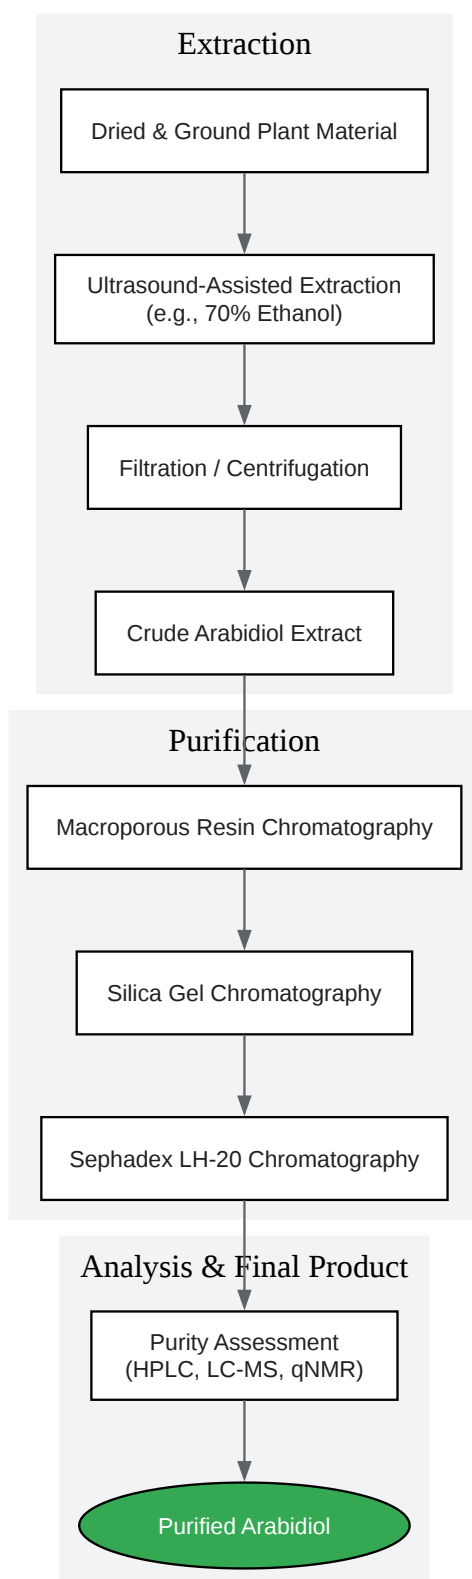 Extraction
Dried & Ground Plant Material
Ultrasound-Assisted Extraction
(e.g., 70% Ethanol)
Filtration / Centrifugation
Crude Arabidiol Extract
Purification
Macroporous Resin Chromatography
Silica Gel Chromatography
Sephadex LH-20 Chromatography
Analysis & Final Product
Purity Assessment
(HPLC, LC-MS, qNMR)
Purified Arabidiol